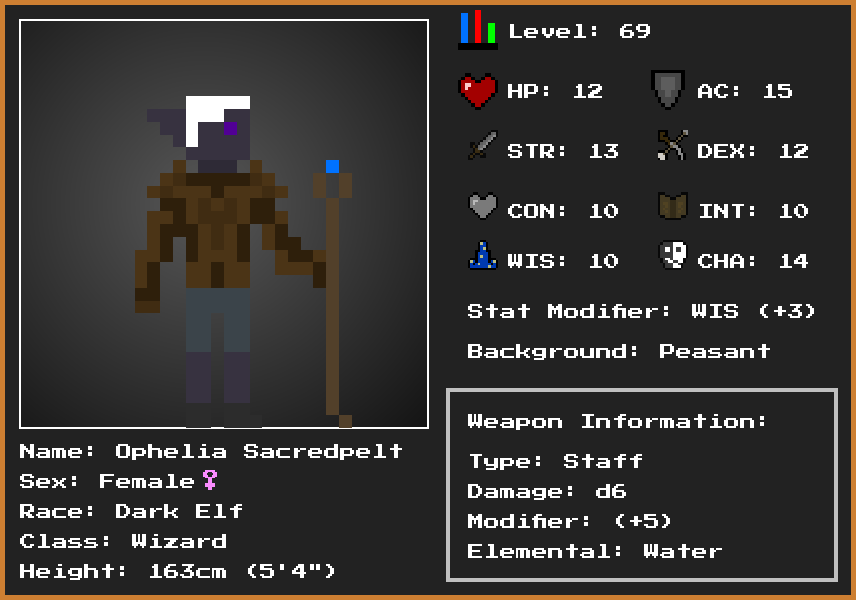 Level: 69
HP: 12 AC: 15
STR: 13 DEX: 12
CON: 10 INT: 10
WIS: 10 CHA: 14
Stat Modifier: WIS (+3)
Background: Peasant
Weapon Information:
Type: Staff
Damage: d6
Modifier: (+5)
Elemental: Water
Name: Ophelia Sacredpelt
Sex: Female♀
Race: Dark Elf
Class: Wizard
Height: 163cm (5'4")